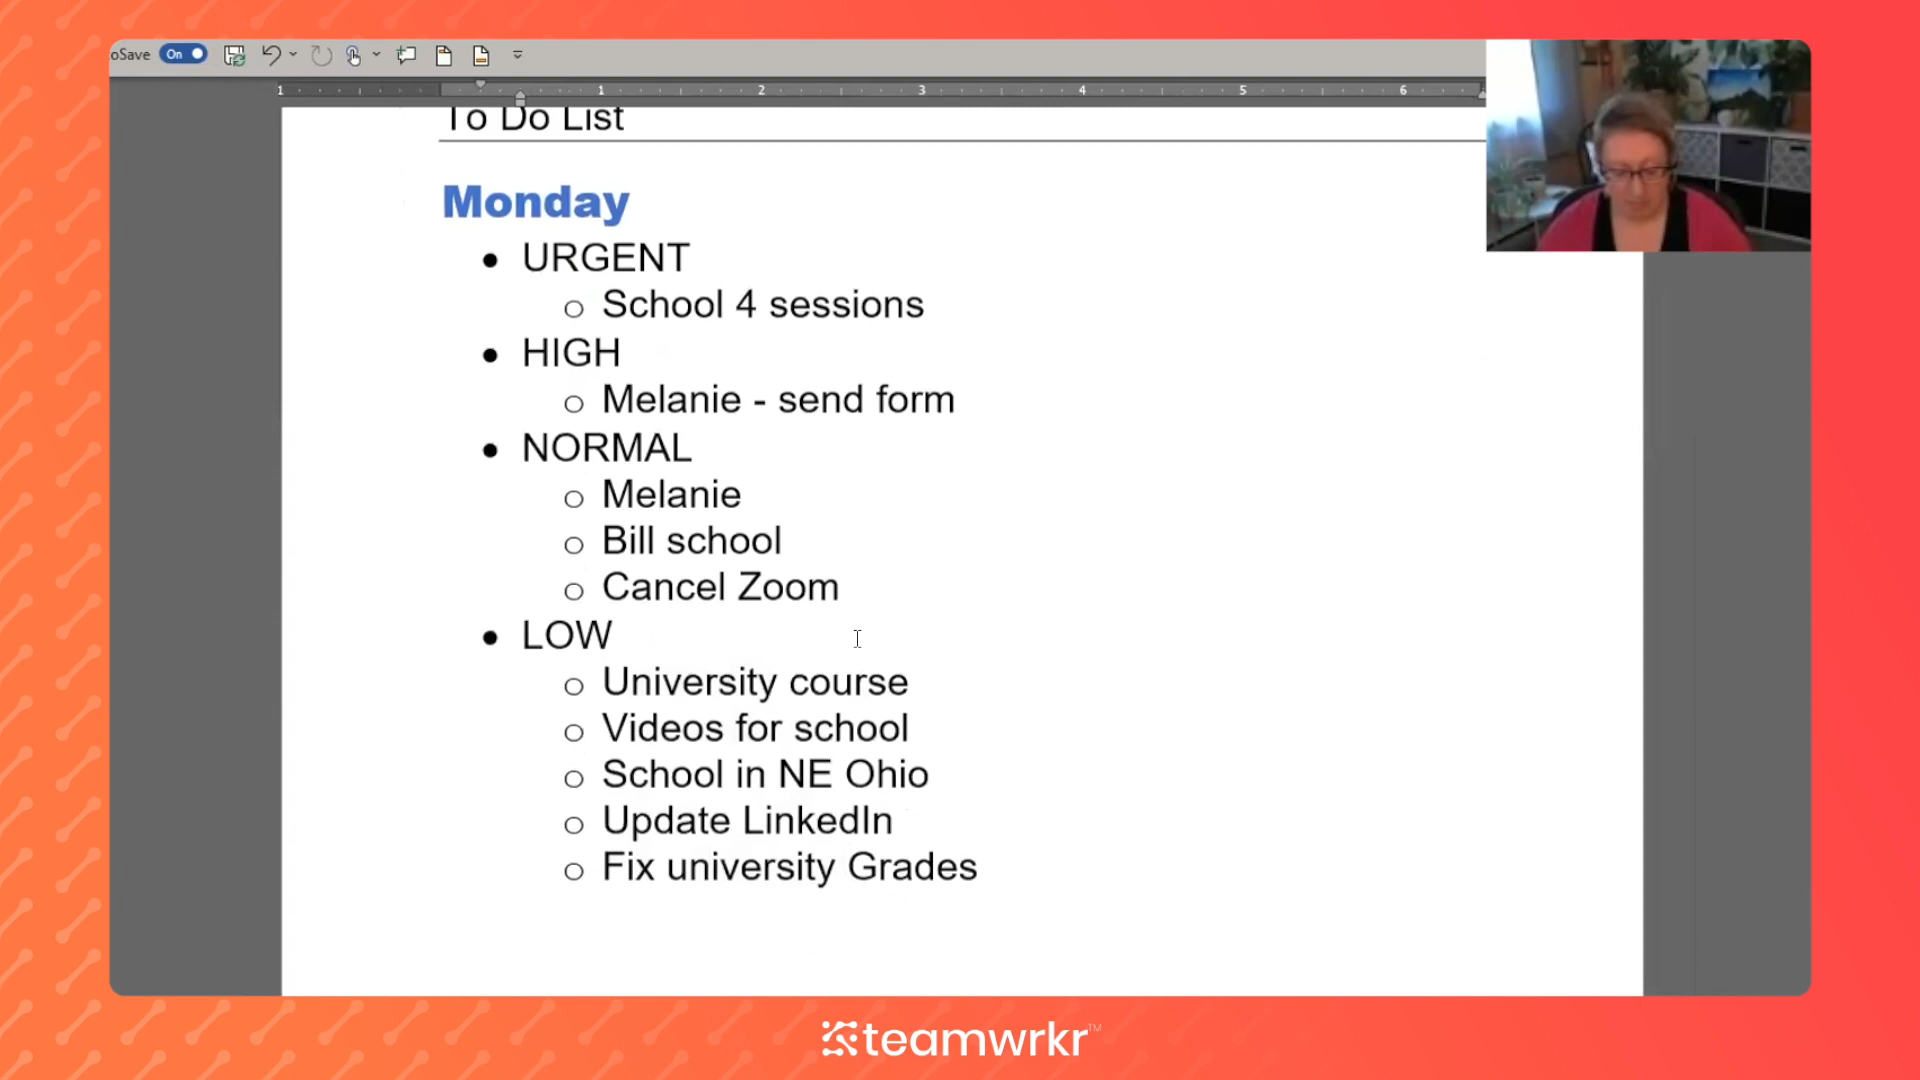 oSave On
1 1 2 3 4 5 6
To Do List
Monday
URGENT
School 4 sessions
HIGH
Melanie - send form
NORMAL
Melanie
Bill school
Cancel Zoom
LOW
University course
Videos for school
School in NE Ohio
Update LinkedIn
Fix university Grades
teamwrkr™